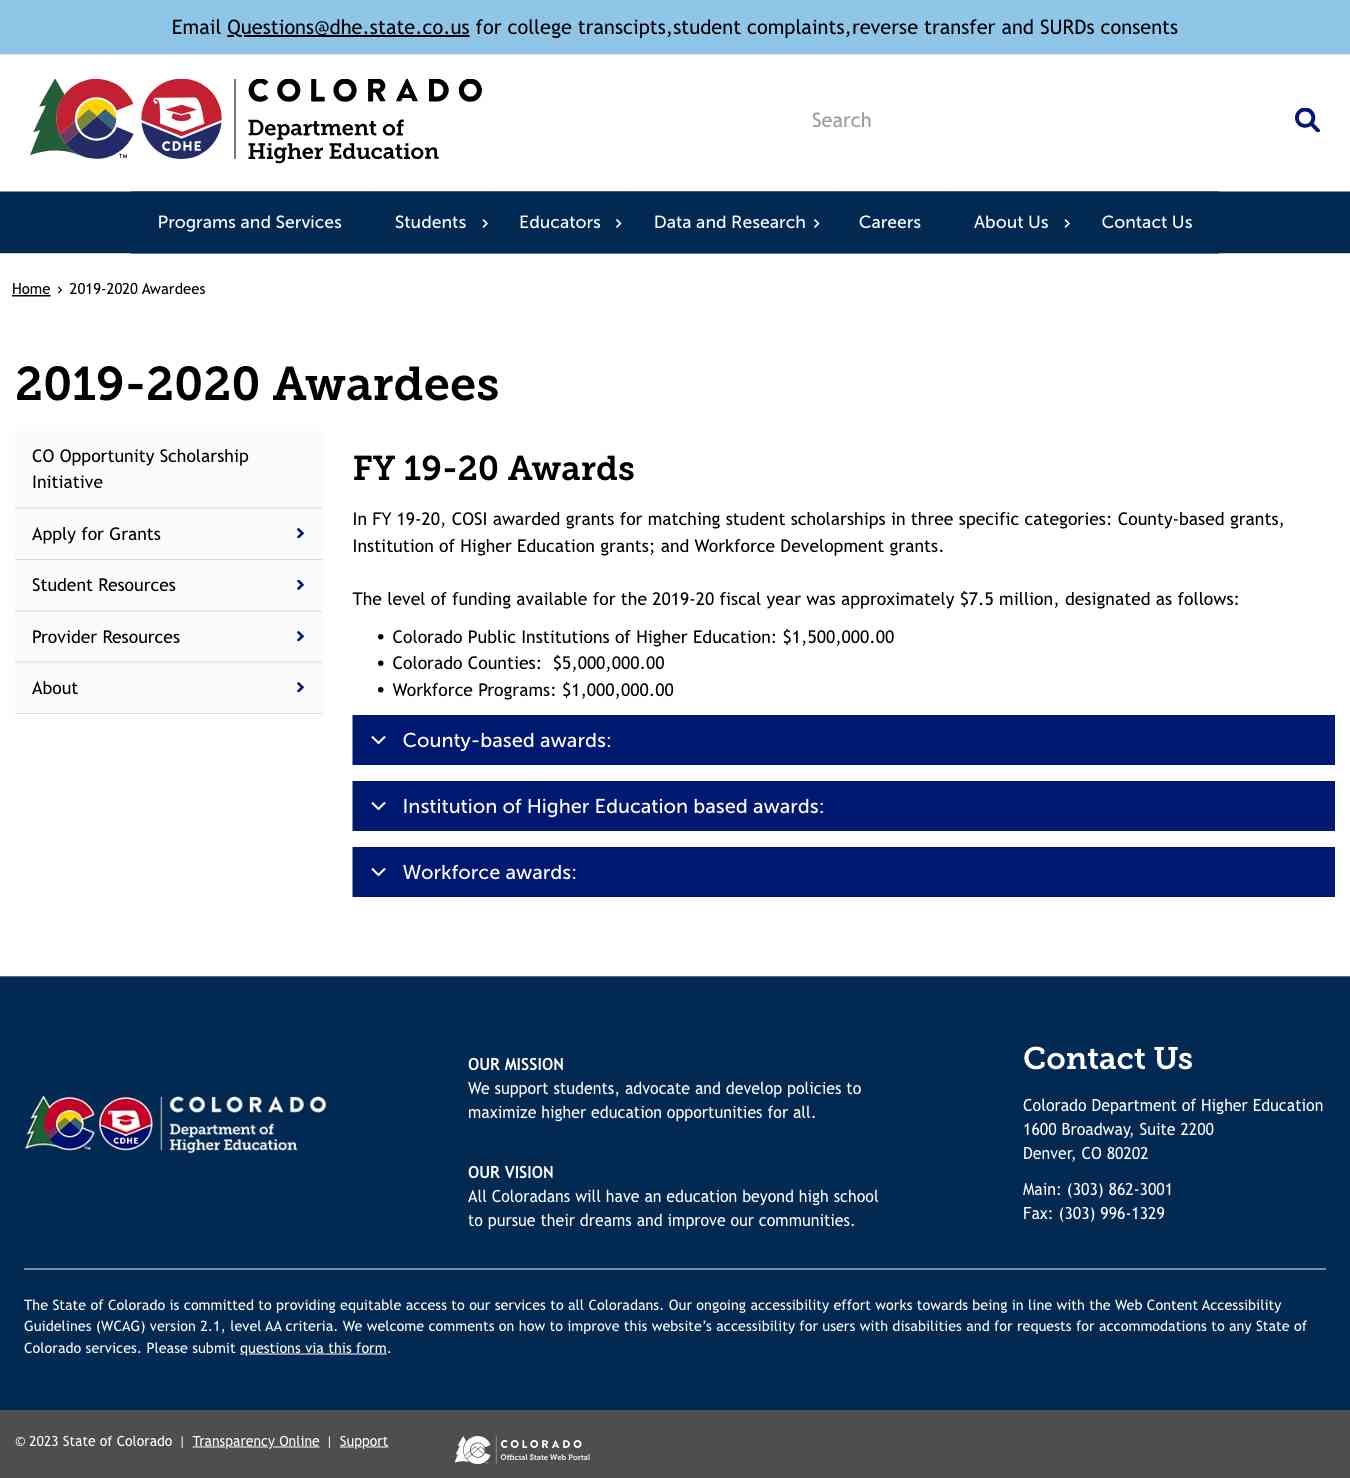 Email Questions@dhe.state.co.us for college transcipts,student complaints,reverse transfer and SURDs consents
COLORADO
Department of
Higher Education
CDHE
TM
Search
Programs and Services Students Educators Data and Research Careers About Us Contact Us
Home › 2019-2020 Awardees
2019-2020 Awardees
CO Opportunity Scholarship
Initiative
Apply for Grants
Student Resources
Provider Resources
About
FY 19-20 Awards
In FY 19-20, COSI awarded grants for matching student scholarships in three specific categories: County-based grants,
Institution of Higher Education grants; and Workforce Development grants.
The level of funding available for the 2019-20 fiscal year was approximately $7.5 million, designated as follows:
• Colorado Public Institutions of Higher Education: $1,500,000.00
• Colorado Counties:  $5,000,000.00
• Workforce Programs: $1,000,000.00
County-based awards:
Institution of Higher Education based awards:
Workforce awards:
COLORADO
Department of
Higher Education
CDHE
OUR MISSION
We support students, advocate and develop policies to
maximize higher education opportunities for all.
OUR VISION
All Coloradans will have an education beyond high school
to pursue their dreams and improve our communities.
Contact Us
Colorado Department of Higher Education
1600 Broadway, Suite 2200
Denver, CO 80202
Main: (303) 862-3001
Fax: (303) 996-1329
The State of Colorado is committed to providing equitable access to our services to all Coloradans. Our ongoing accessibility effort works towards being in line with the Web Content Accessibility
Guidelines (WCAG) version 2.1, level AA criteria. We welcome comments on how to improve this website’s accessibility for users with disabilities and for requests for accommodations to any State of
Colorado services. Please submit questions via this form.
© 2023 State of Colorado | Transparency Online | Support
COLORADO
Official State Web Portal